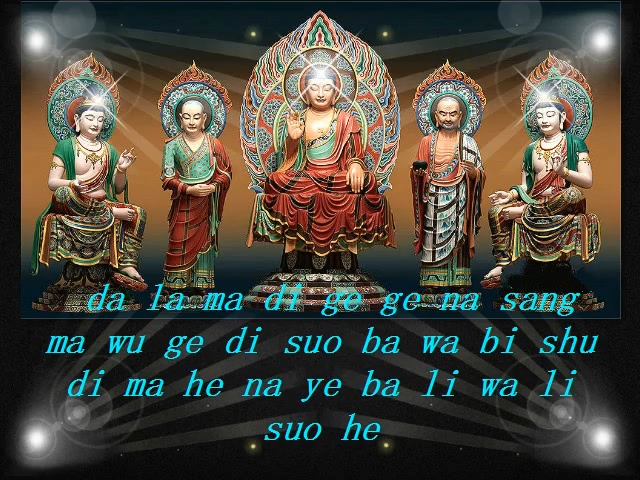 da la ma di ge ge na sang
ma wu ge di suo ba wa bi shu
di ma he na ye ba li wa li
suo he